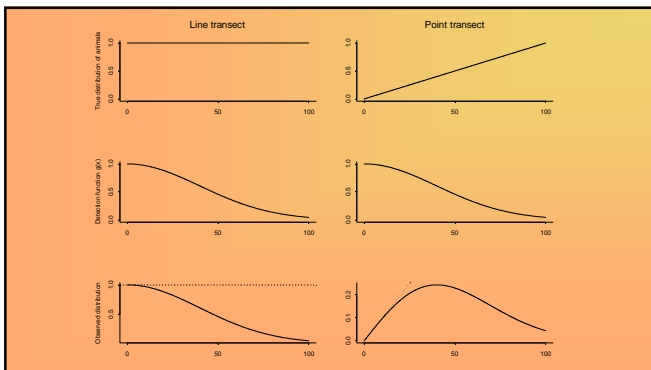 Line transect
Point transect
True distribution of animals
0.0 0.5 1.0
0 50 100
0.0 0.5 1.0
0 50 100
Detection function g(x)
0.0 0.5 1.0
0 50 100
0.0 0.5 1.0
0 50 100
Observed distribution
0.5 1.0
0 50 100
0.0 0.1 0.2
0 50 100